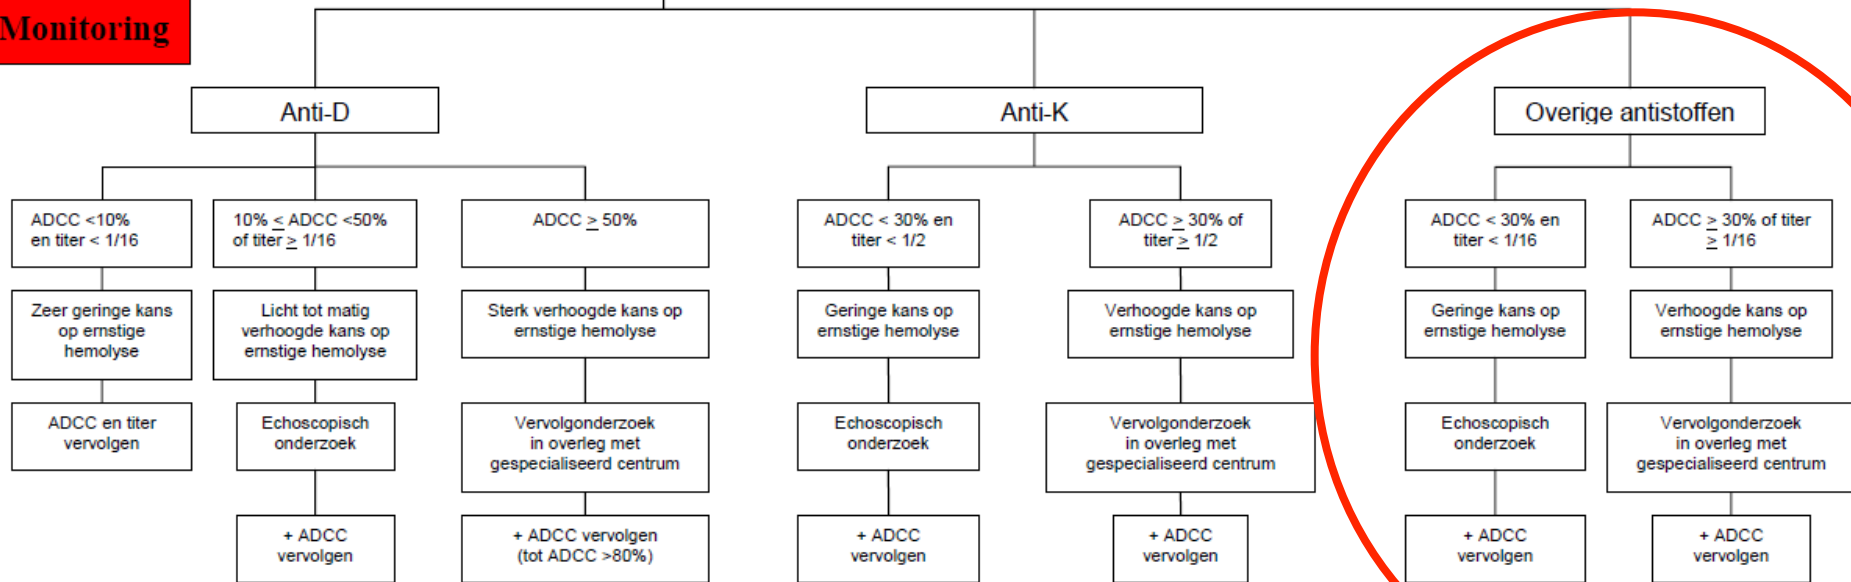 Monitoring
Anti-D
Anti-K
Overige antistoffen
ADCC <10%
en titer < 1/16
10% ≤ ADCC <50%
of titer ≥ 1/16
ADCC ≥ 50%
ADCC < 30% en
titer < 1/2
ADCC ≥ 30% of
titer ≥ 1/2
ADCC < 30% en
titer < 1/16
ADCC ≥ 30% of titer
≥ 1/16
Zeer geringe kans
op ernstige
hemolyse
Licht tot matig
verhoogde kans op
ernstige hemolyse
Sterk verhoogde kans op
ernstige hemolyse
Geringe kans op
ernstige hemolyse
Verhoogde kans op
ernstige hemolyse
Geringe kans op
ernstige hemolyse
Verhoogde kans op
ernstige hemolyse
ADCC en titer
vervolgen
Echoscopisch
onderzoek
Vervolgonderzoek
in overleg met
gespecialiseerd centrum
Echoscopisch
onderzoek
Vervolgonderzoek
in overleg met
gespecialiseerd centrum
Echoscopisch
onderzoek
Vervolgonderzoek
in overleg met
gespecialiseerd centrum
+ ADCC
vervolgen
+ ADCC vervolgen
(tot ADCC >80%)
+ ADCC
vervolgen
+ ADCC
vervolgen
+ ADCC
vervolgen
+ ADCC
vervolgen